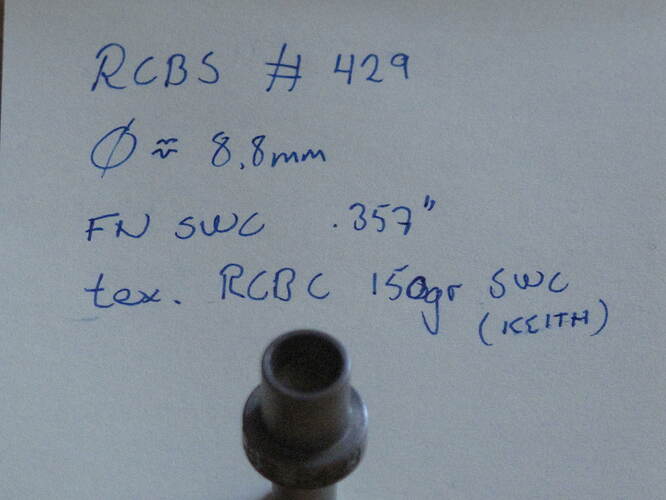 RCBS # 429
Ø ≈ 8,8mm
FN SWC .357"
tex. RCBC 150gr SWC
(KEITH)